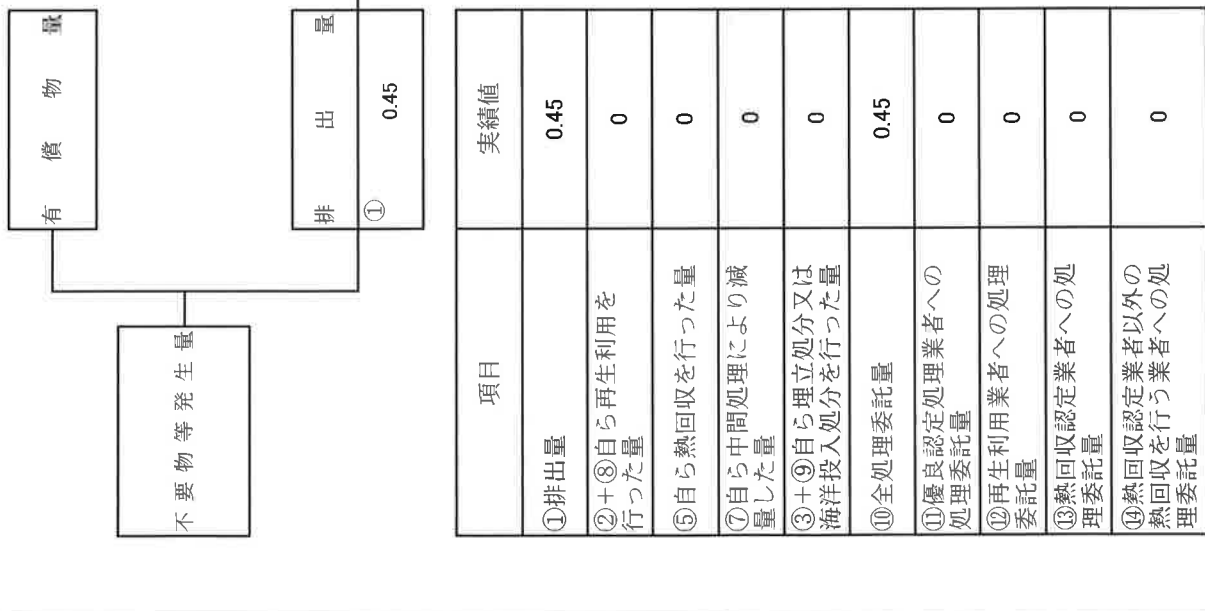 有償物量
不要物等発生量
排出量
①
0.45
項目 実績値
①排出量 0.45
②+⑧自ら再生利用を
行った量 0
⑤自ら熱回収を行った量 0
⑦自ら中間処理により減
量した量 0
③+⑨自ら埋立処分又は
海洋投入処分を行った量 0
⑩全処理委託量 0.45
⑪優良認定処理業者への
処理委託量 0
⑫再生利用業者への処理
委託量 0
⑬熱回収認定業者への処
理委託量 0
⑭熱回収認定業者以外の
熱回収を行う業者への処
理委託量 0